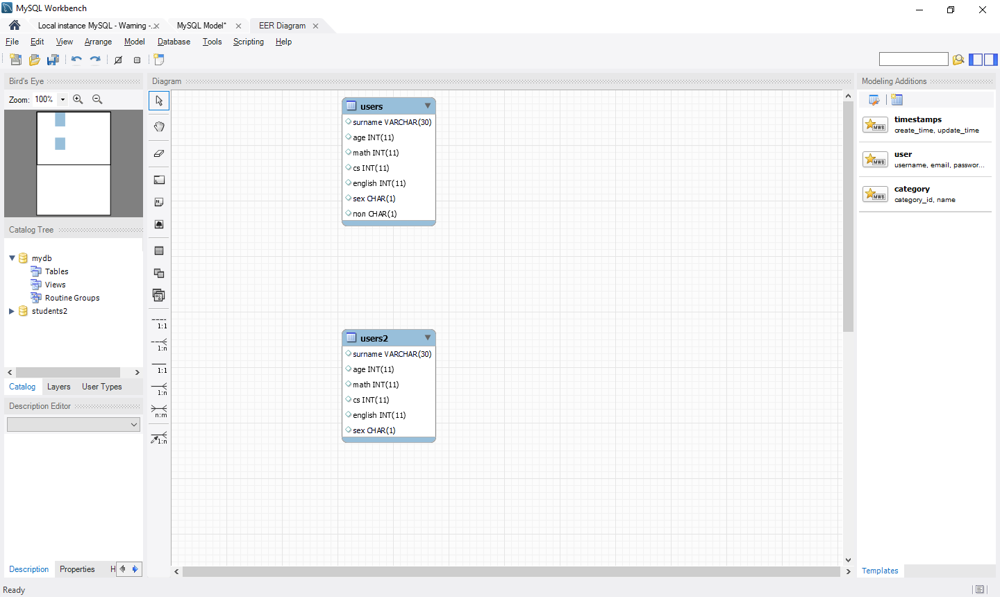 MySQL Workbench
Local instance MySQL - Warning -...
MySQL Model*
EER Diagram
File Edit View Arrange Model Database Tools Scripting Help
Bird's Eye
Zoom: 100%
Catalog Tree
mydb
Tables
Views
Routine Groups
students2
Catalog Layers User Types
Description Editor
Description Properties H
Ready
Diagram
1:1
1:n
1:1
1:n
n:m
1:n
users
surname VARCHAR(30)
age INT(11)
math INT(11)
cs INT(11)
english INT(11)
sex CHAR(1)
пол CHAR(1)
users2
surname VARCHAR(30)
age INT(11)
math INT(11)
cs INT(11)
english INT(11)
sex CHAR(1)
Modeling Additions
MWB
timestamps
create_time, update_time
MWB
user
username, email, passwor...
MWB
category
category_id, name
Templates